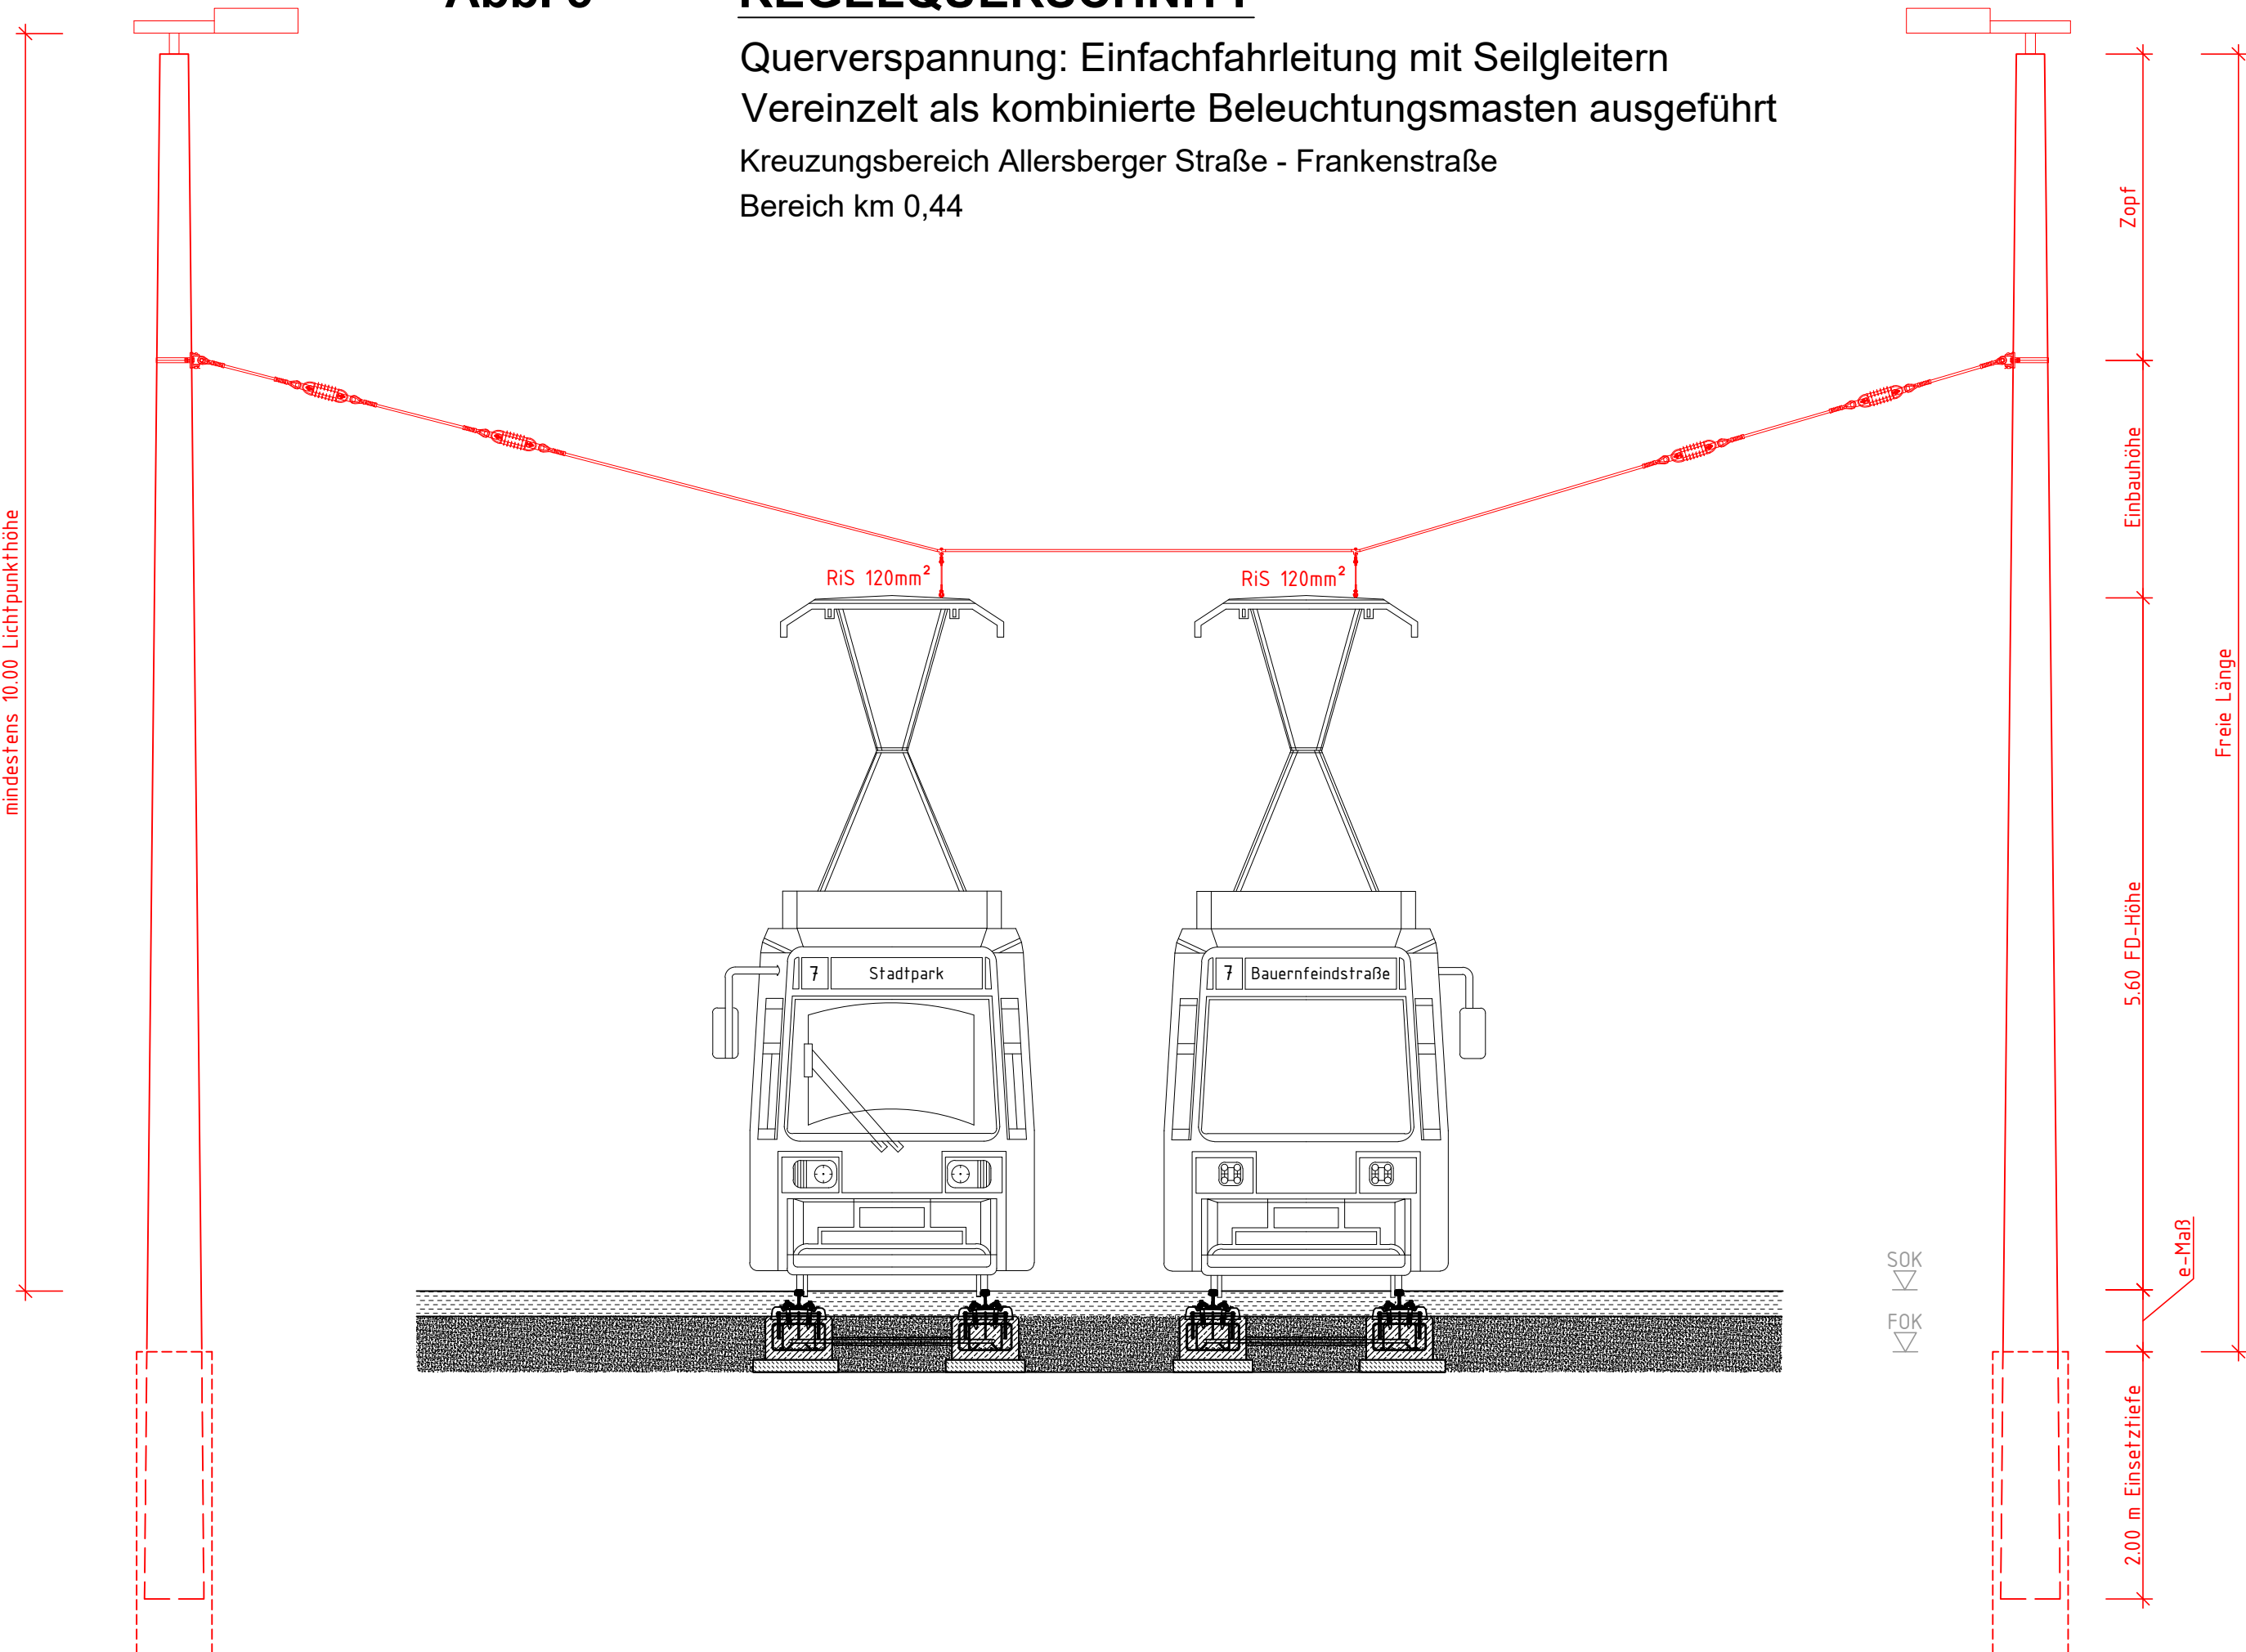 Querverspannung: Einfachfahrleitung mit Seilgleitern
Vereinzelt als kombinierte Beleuchtungsmasten ausgeführt
Kreuzungsbereich Allersberger Straße - Frankenstraße
Bereich km 0,44
mindestens 10.00 Lichtpunkthöhe
RiS 120mm²
RiS 120mm²
7 Stadtpark
7 Bauernfeindstraße
SOK
FOK
Zopf
Einbauhöhe
5.60 FD-Höhe
e-Maß
2.00 m Einsetztiefe
Freie Länge